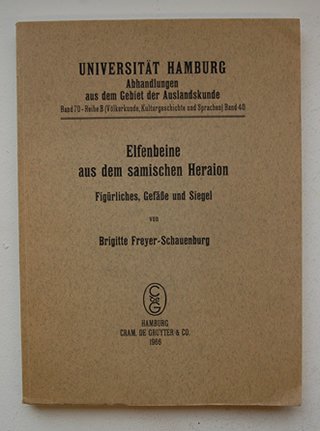 UNIVERSITÄT HAMBURG
Abhandlungen
aus dem Gebiet der Auslandskunde
Band 70 - Reihe B (Völkerkunde, Kulturgeschichte und Sprachen) Band 40
Elfenbeine
aus dem samischen Heraion
Figürliches, Gefäße und Siegel
von
Brigitte Freyer-Schauenburg
C
&
G
HAMBURG
CRAM, DE GRUYTER & CO.
1966